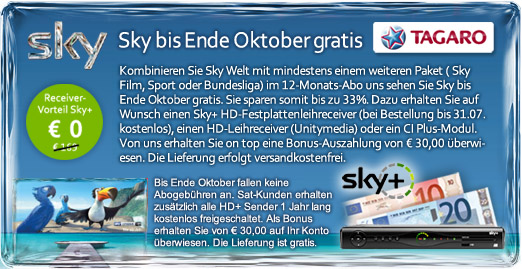 sky
Sky bis Ende Oktober gratis
TAGARO
Kombinieren Sie Sky Welt mit mindestens einem weiteren Paket ( Sky
Film, Sport oder Bundesliga) im 12-Monats-Abo uns sehen Sie Sky bis
Ende Oktober gratis. Sie sparen somit bis zu 33%. Dazu erhalten Sie auf
Wunsch einen Sky+ HD-Festplattenleihreceiver (bei Bestellung bis 31.07.
kostenlos), einen HD-Leihreceiver (Unitymedia) oder ein CI Plus-Modul.
Von uns erhalten Sie on top eine Bonus-Auszahlung von € 30,00 überwi-
esen. Die Lieferung erfolgt versandkostenfrei.
Receiver-
Vorteil Sky+
€ 0
€ 169
Bis Ende Oktober fallen keine
Abogebühren an. Sat-Kunden erhalten
zusätzlich alle HD+ Sender 1 Jahr lang
kostenlos freigeschaltet. Als Bonus
erhalten Sie von € 30,00 auf Ihr Konto
überwiesen. Die Lieferung ist gratis.
sky+
10